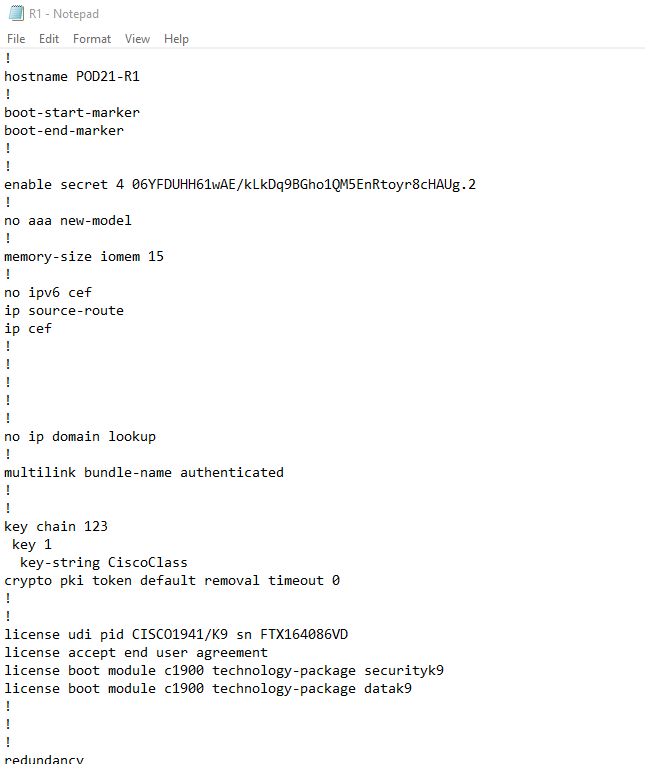 R1 - Notepad
File Edit Format View Help
!
hostname POD21-R1
!
boot-start-marker
boot-end-marker
!
!
enable secret 4 06YFDUHH61wAE/kLkDq9BGho1QM5EnRtoyr8cHAUg.2
!
no aaa new-model
!
memory-size iomem 15
!
no ipv6 cef
ip source-route
ip cef
!
!
!
!
!
no ip domain lookup
!
multilink bundle-name authenticated
!
!
key chain 123
 key 1
  key-string CiscoClass
crypto pki token default removal timeout 0
!
!
license udi pid CISCO1941/K9 sn FTX164086VD
license accept end user agreement
license boot module c1900 technology-package securityk9
license boot module c1900 technology-package datak9
!
!
!
redundancy